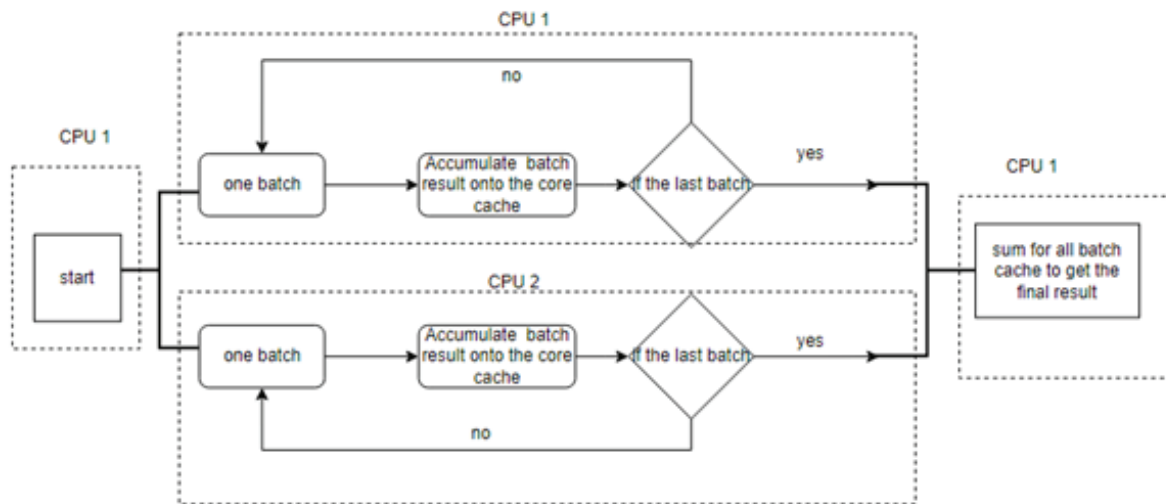 CPU 1
no
CPU 1
yes
CPU 1
one batch
Accumulate batch
result onto the core
cache
If the last batch
start
sum for all batch
cache to get the
final result
CPU 2
one batch
Accumulate batch
result onto the core
cache
If the last batch
yes
no